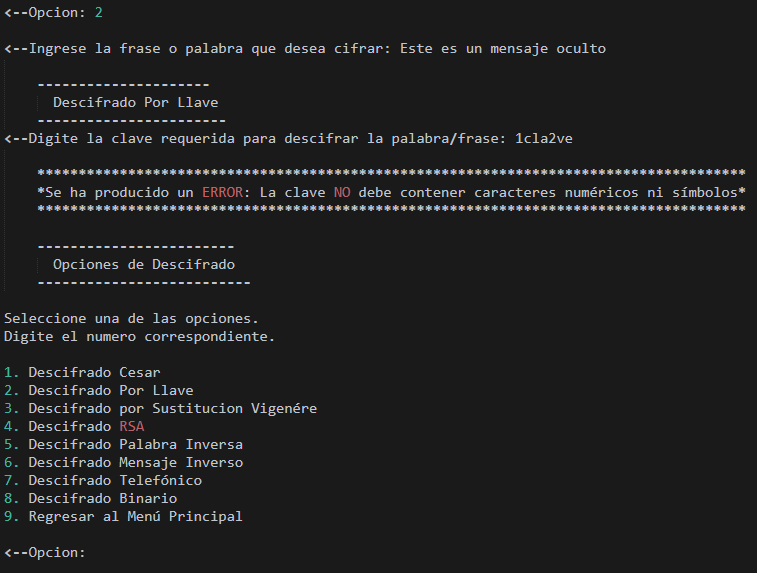 <--Opcion: 2
<--Ingrese la frase o palabra que desea cifrar: Este es un mensaje oculto
---------------------
Descifrado Por Llave
-----------------------
<--Digite la clave requerida para descifrar la palabra/frase: 1cla2ve
**************************************************************************************
*Se ha producido un ERROR: La clave NO debe contener caracteres numéricos ni símbolos*
**************************************************************************************
------------------------
Opciones de Descifrado
--------------------------
Seleccione una de las opciones.
Digite el numero correspondiente.
1. Descifrado Cesar
2. Descifrado Por Llave
3. Descifrado por Sustitucion Vigenére
4. Descifrado RSA
5. Descifrado Palabra Inversa
6. Descifrado Mensaje Inverso
7. Descifrado Telefónico
8. Descifrado Binario
9. Regresar al Menú Principal
<--Opcion: